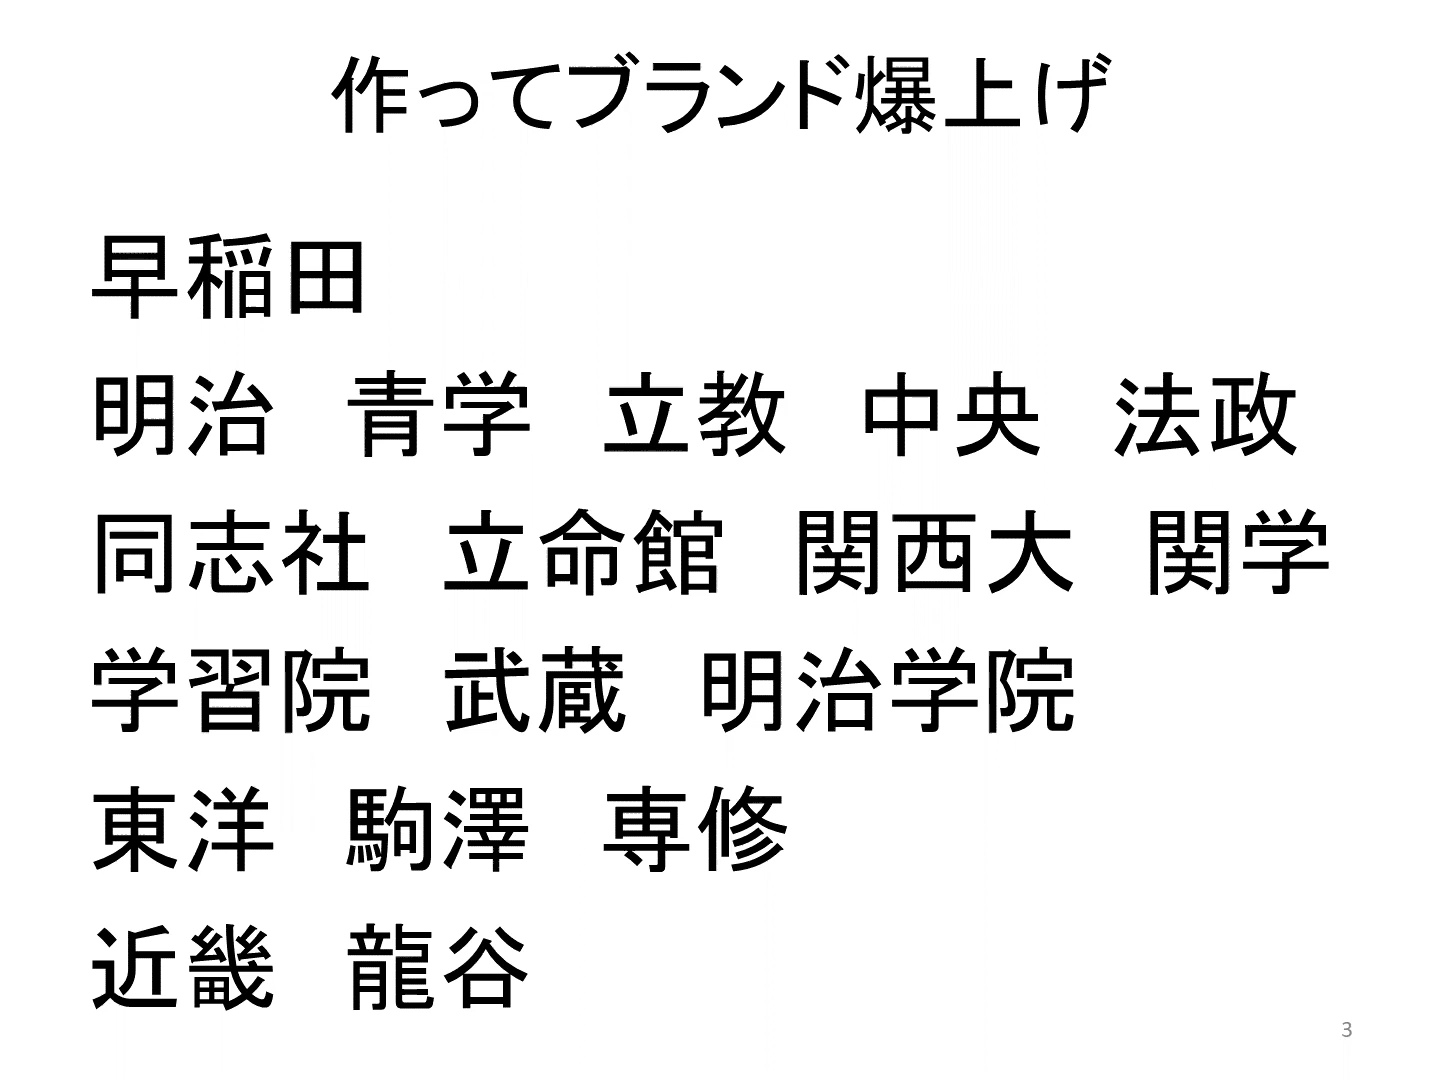 作ってブランド爆上げ
早稲田
明治　青学　立教　中央　法政
同志社　立命館　関西大　関学
学習院　武蔵　明治学院
東洋　駒澤　専修
近畿　龍谷
3